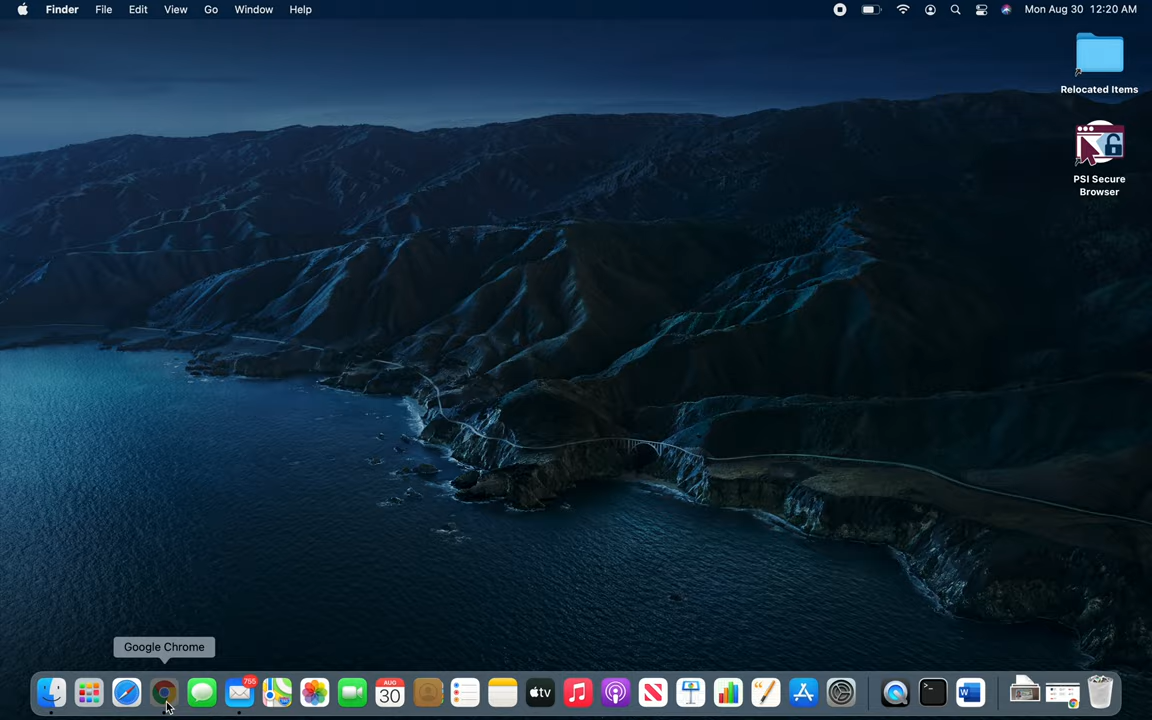 Finder File Edit View Go Window Help Mon Aug 30 12:20 AM
Relocated Items
PSI Secure
Browser
Google Chrome
755
AUG
30
tv
W